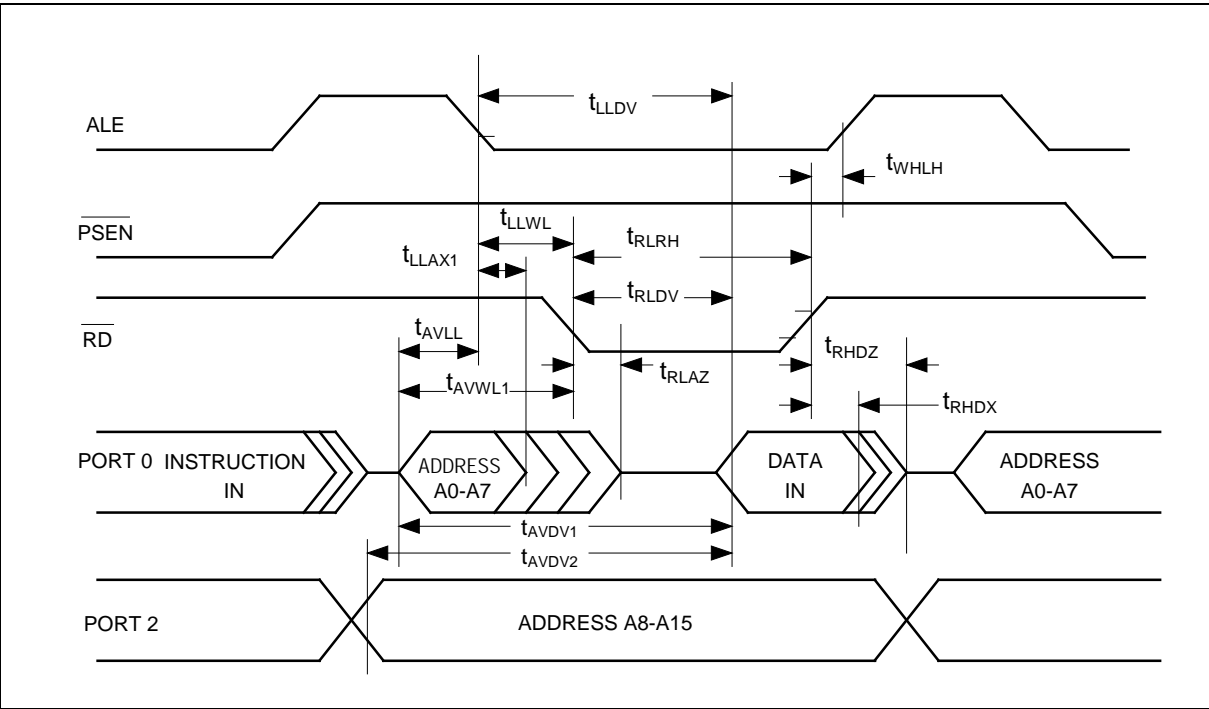 ALE
tLLDV
tWHLH
PSEN
tLLWL
tRLRH
tLLAX1
tRLDV
RD
tAVLL
tRLAZ
tRHDZ
tAVWL1
tRHDX
PORT 0 INSTRUCTION IN
ADDRESS
A0-A7
DATA
IN
ADDRESS
A0-A7
tAVDV1
tAVDV2
PORT 2
ADDRESS A8-A15